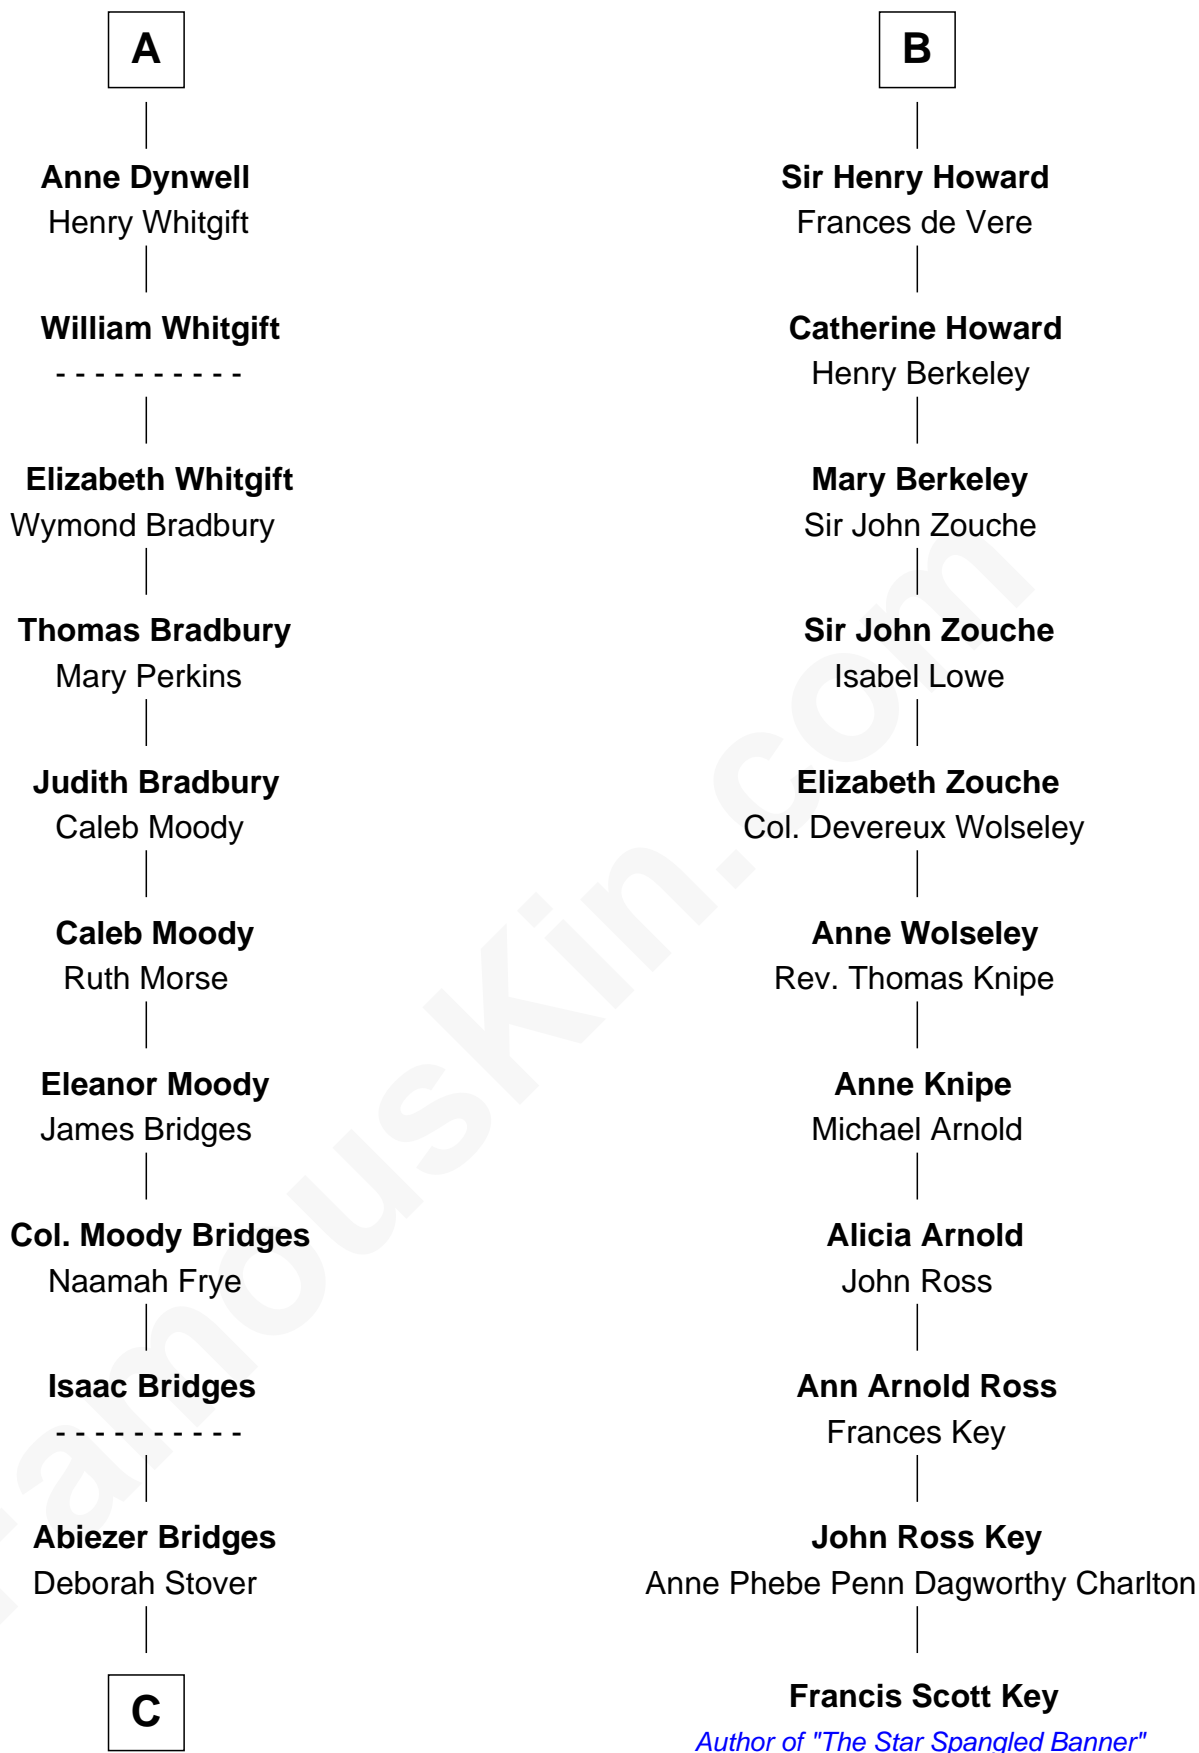 A
Anne Dynwell
Henry Whitgift
William Whitgift
- - - - - - - - - -
Elizabeth Whitgift
Wymond Bradbury
Thomas Bradbury
Mary Perkins
Judith Bradbury
Caleb Moody
Caleb Moody
Ruth Morse
Eleanor Moody
James Bridges
Col. Moody Bridges
Naamah Frye
Isaac Bridges
- - - - - - - - - -
Abiezer Bridges
Deborah Stover
C
B
Sir Henry Howard
Frances de Vere
Catherine Howard
Henry Berkeley
Mary Berkeley
Sir John Zouche
Sir John Zouche
Isabel Lowe
Elizabeth Zouche
Col. Devereux Wolseley
Anne Wolseley
Rev. Thomas Knipe
Anne Knipe
Michael Arnold
Alicia Arnold
John Ross
Ann Arnold Ross
Frances Key
John Ross Key
Anne Phebe Penn Dagworthy Charlton
Francis Scott Key
Author of "The Star Spangled Banner"
FamousKin.com